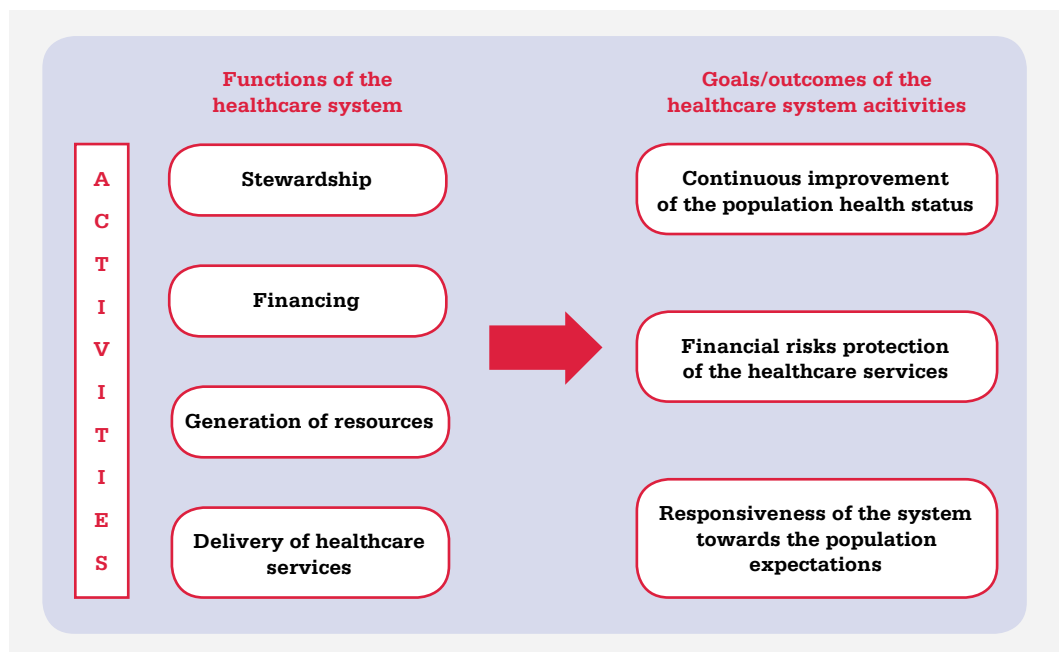 Functions of the
healthcare system
Goals/outcomes of the
healthcare system acitivities
ACTIVITIES
Stewardship
Financing
Generation of resources
Delivery of healthcare
services
Continuous improvement
of the population health status
Financial risks protection
of the healthcare services
Responsiveness of the system
towards the population
expectations